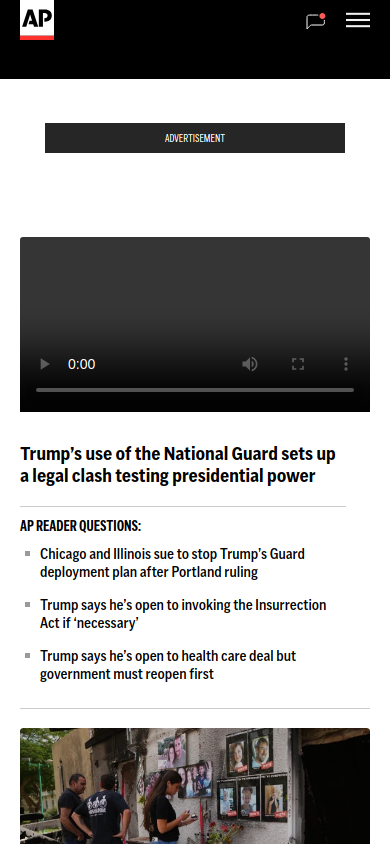 AP
ADVERTISEMENT
0:00
Trump’s use of the National Guard sets up
a legal clash testing presidential power
AP READER QUESTIONS:
Chicago and Illinois sue to stop Trump’s Guard
deployment plan after Portland ruling
Trump says he’s open to invoking the Insurrection
Act if ‘necessary’
Trump says he’s open to health care deal but
government must reopen first